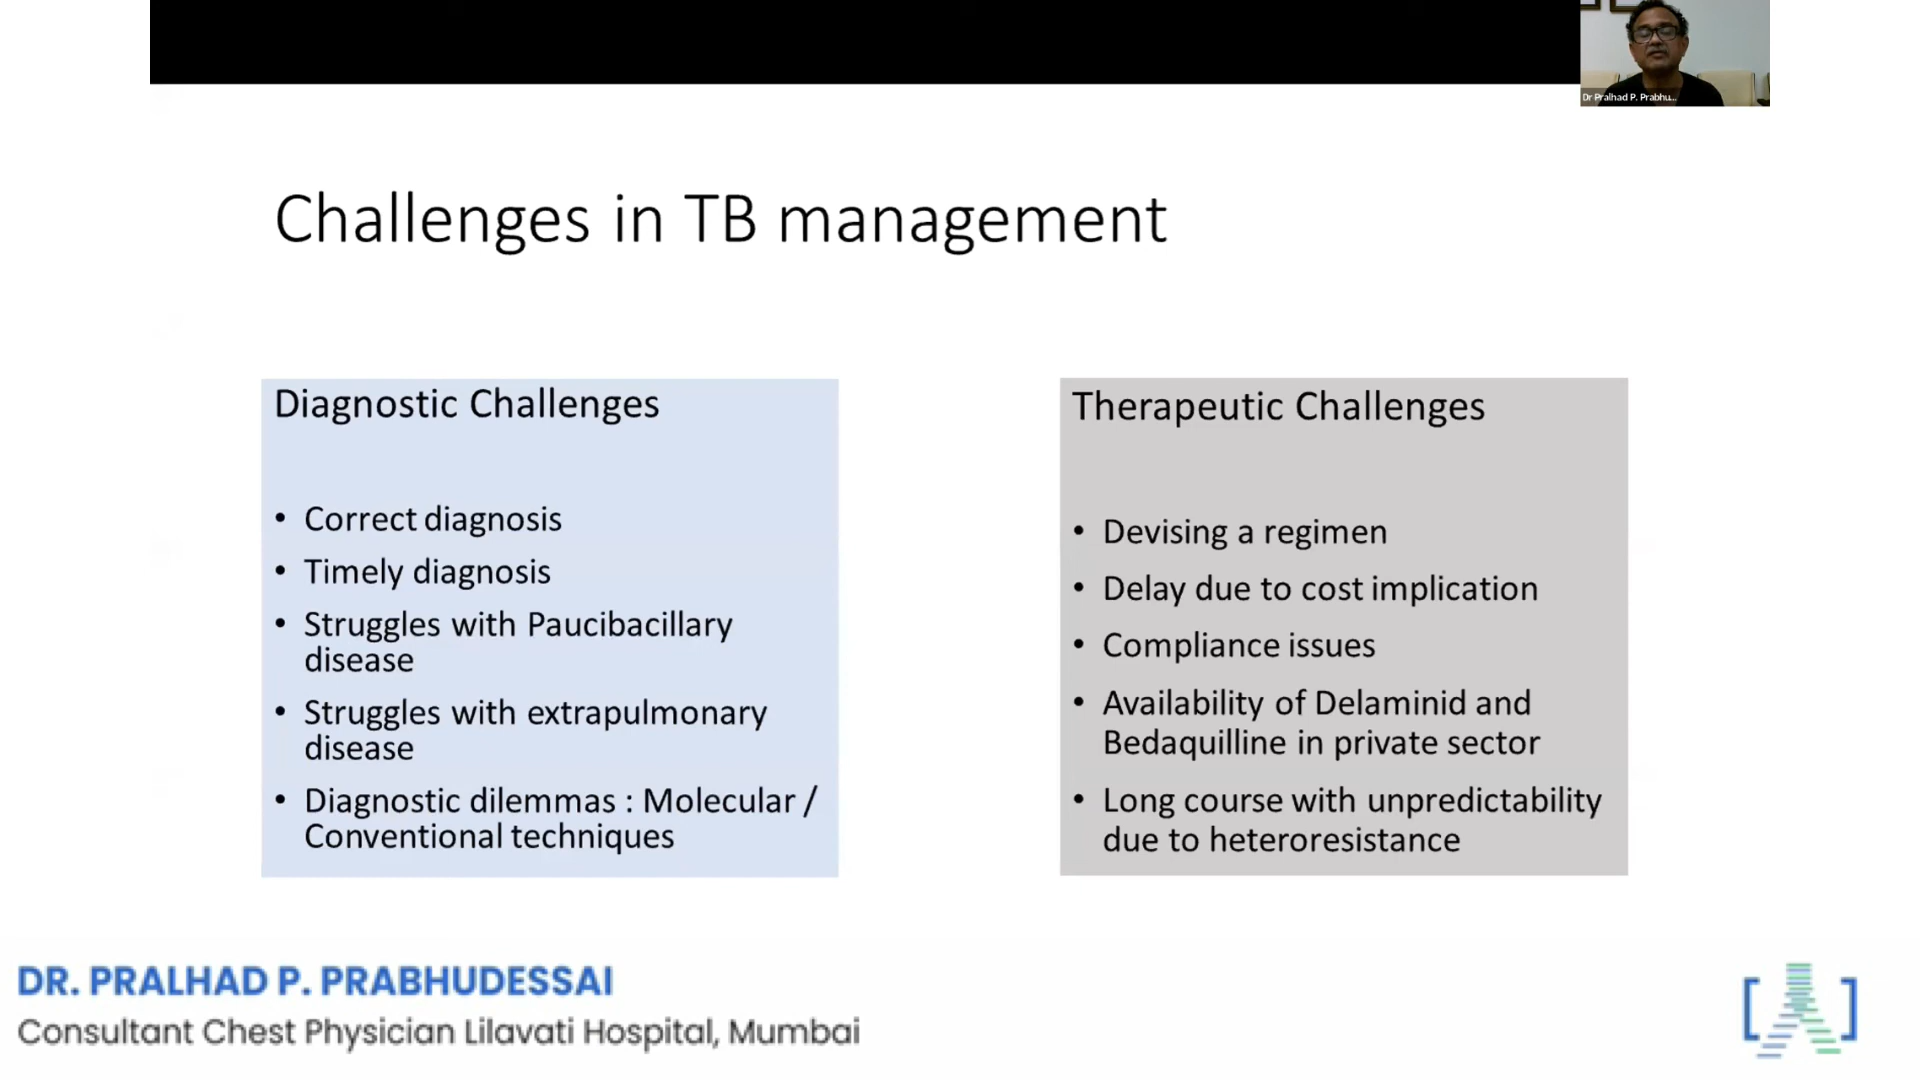 Dr Pralhad P. Prabhu...
Challenges in TB management
Diagnostic Challenges
• Correct diagnosis
• Timely diagnosis
• Struggles with Paucibacillary
disease
• Struggles with extrapulmonary
disease
• Diagnostic dilemmas : Molecular /
Conventional techniques
Therapeutic Challenges
• Devising a regimen
• Delay due to cost implication
• Compliance issues
• Availability of Delaminid and
Bedaquilline in private sector
• Long course with unpredictability
due to heteroresistance
DR. PRALHAD P. PRABHUDESSAI
Consultant Chest Physician Lilavati Hospital, Mumbai